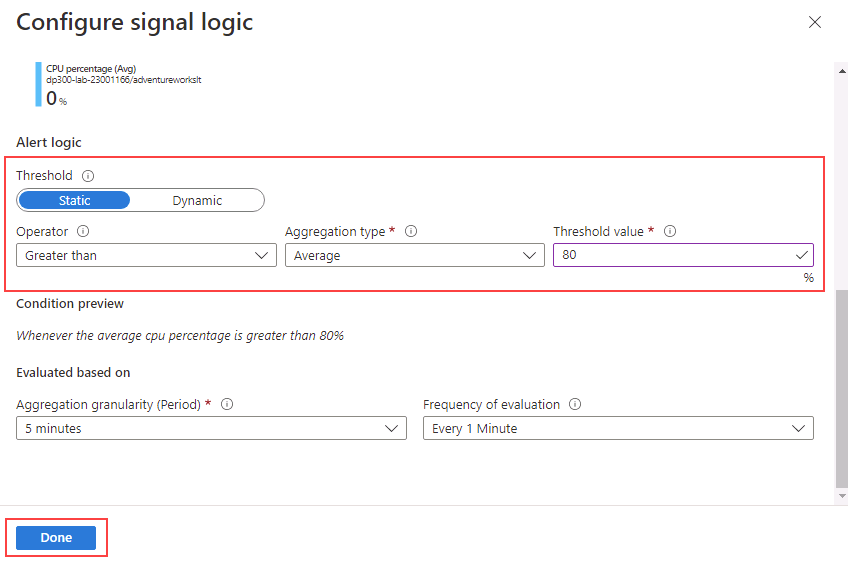 Configure signal logic
CPU percentage (Avg)
dp300-lab-23001166/adventureworkslt
0 %
Alert logic
Threshold
Static Dynamic
Operator Aggregation type * Threshold value *
Greater than Average 80
%
Condition preview
Whenever the average cpu percentage is greater than 80%
Evaluated based on
Aggregation granularity (Period) * Frequency of evaluation
5 minutes Every 1 Minute
Done